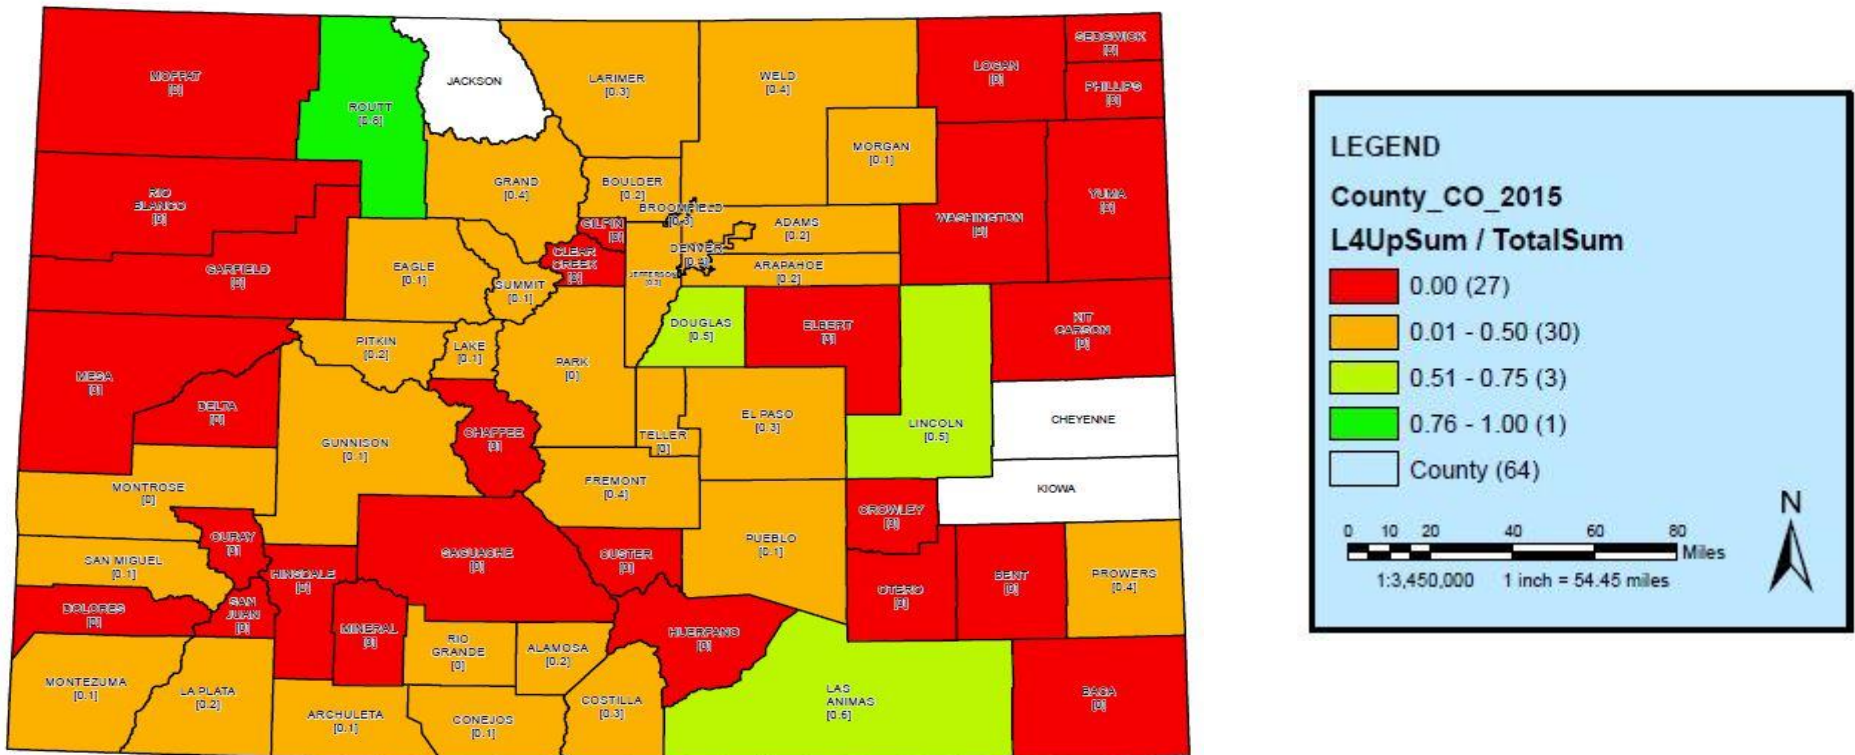 MOFFAT
[0]
ROUTT
[0.8]
JACKSON
LARIMER
[0.3]
WELD
[0.4]
LOGAN
[0]
SEDGWICK
[0]
PHILLIPS
[0]
MORGAN
[0.1]
RIO
BLANCO
[0]
GRAND
[0.4]
BOULDER
[0.2]
BROOMFIELD
[0.3]
GILPIN
[0]
ADAMS
[0.2]
WASHINGTON
[0]
YUMA
[0]
GARFIELD
[0]
EAGLE
[0.1]
SUMMIT
[0.1]
CLEAR
CREEK
[0]
JEFFERSON
DENVER
[0.4]
ARAPAHOE
[0.2]
DOUGLAS
[0.5]
ELBERT
[0]
KIT
CARSON
[0]
MESA
[0]
PITKIN
[0.2]
LAKE
[0.1]
PARK
[0]
DELTA
[0]
GUNNISON
[0.1]
CHAFFEE
[0]
TELLER
[0]
EL PASO
[0.3]
LINCOLN
[0.5]
CHEYENNE
MONTROSE
[0]
FREMONT
[0.4]
KIOWA
OURAY
[0]
CROWLEY
[0]
SAN MIGUEL
[0.1]
HINSDALE
[0]
SAGUACHE
[0]
CUSTER
[0]
PUEBLO
[0.1]
OTERO
[0]
BENT
[0]
PROWERS
[0.4]
DOLORES
[0]
SAN
JUAN
[0]
MINERAL
[0]
RIO
GRANDE
[0]
ALAMOSA
[0.2]
HUERFANO
[0]
MONTEZUMA
[0.1]
LA PLATA
[0.2]
ARCHULETA
[0.1]
CONEJOS
[0.1]
COSTILLA
[0.3]
LAS
ANIMAS
[0.6]
BACA
[0]
LEGEND
County_CO_2015
L4UpSum / TotalSum
0.00 (27)
0.01 - 0.50 (30)
0.51 - 0.75 (3)
0.76 - 1.00 (1)
County (64)
N
0 10 20 40 60 80
Miles
1:3,450,000 1 inch = 54.45 miles